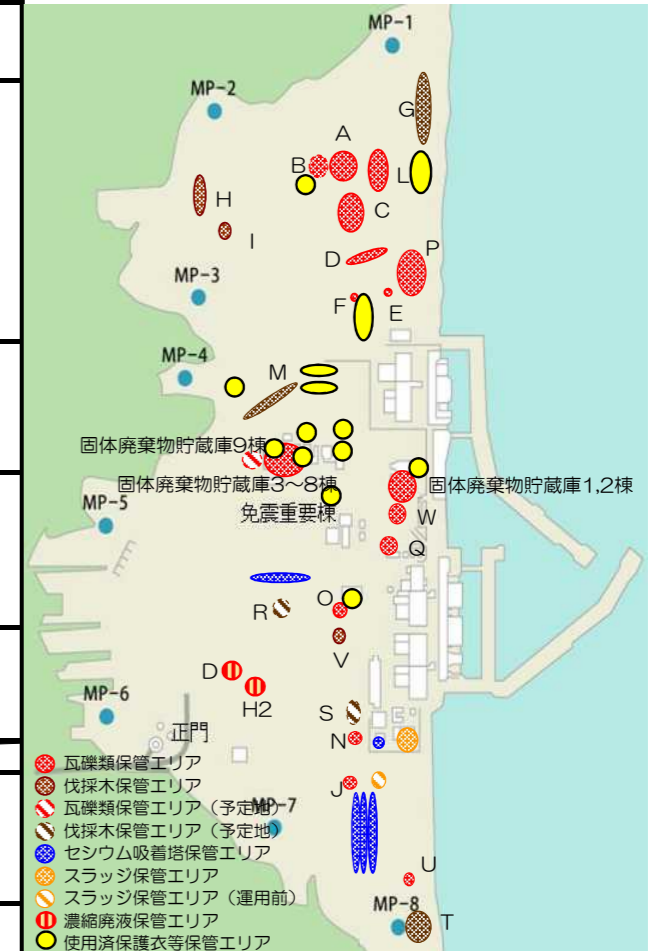 MP-1
MP-2
G
A
B
L
H
C
I
D
P
MP-3
F
E
MP-4
M
固体廃棄物貯蔵庫9棟
固体廃棄物貯蔵庫3～8棟
固体廃棄物貯蔵庫1,2棟
MP-5
免震重要棟
W
Q
R
O
V
D
H2
MP-6
S
正門
N
瓦礫類保管エリア
伐採木保管エリア
J
瓦礫類保管エリア（予定地）
MP-7
伐採木保管エリア（予定地）
セシウム吸着塔保管エリア
スラッジ保管エリア
U
スラッジ保管エリア（運用前）
MP-8
濃縮廃液保管エリア
T
使用済保護衣等保管エリア